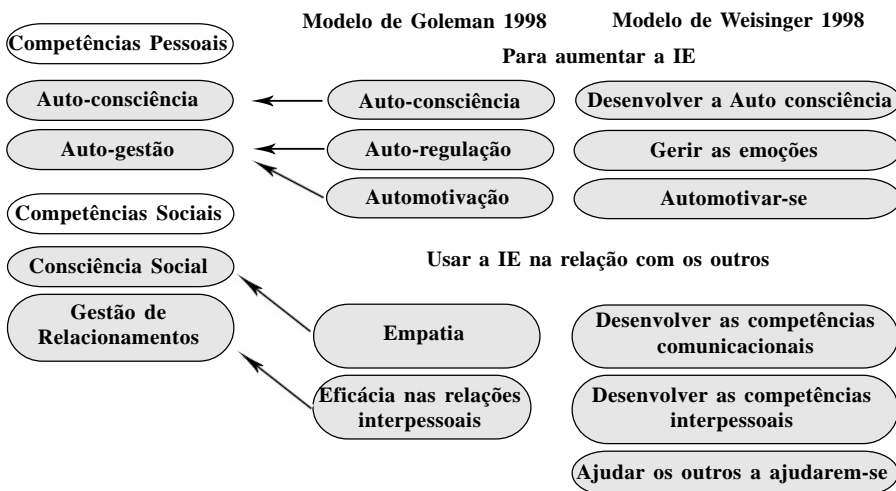 Modelo de Goleman 1998
Modelo de Weisinger 1998
Competências Pessoais
Para aumentar a IE
Auto-consciência
Auto-consciência
Desenvolver a Auto consciência
Auto-gestão
Auto-regulação
Gerir as emoções
Automotivação
Automotivar-se
Competências Sociais
Consciência Social
Usar a IE na relação com os outros
Gestão de
Relacionamentos
Empatia
Desenvolver as competências
comunicacionais
Eficácia nas relações
interpessoais
Desenvolver as competências
interpessoais
Ajudar os outros a ajudarem-se